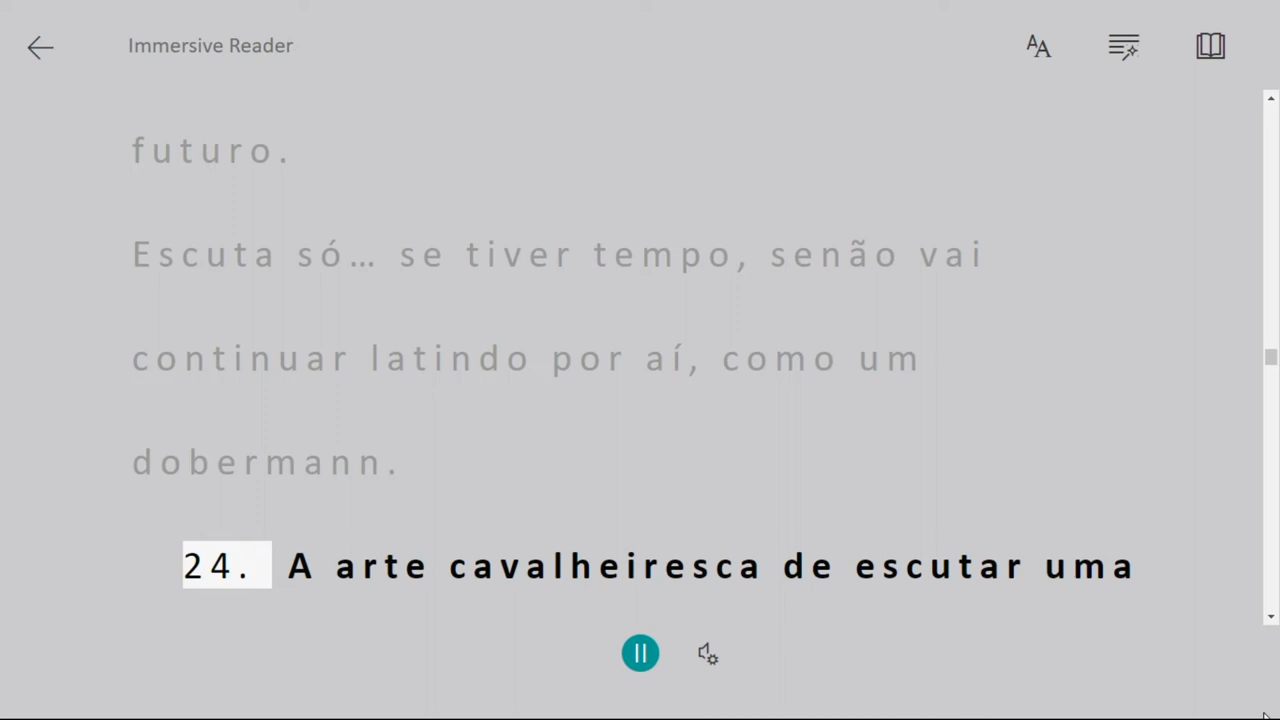 Immersive Reader
futuro.
Escuta só… se tiver tempo, senão vai
continuar latindo por aí, como um
dobermann.
24. A arte cavalheiresca de escutar uma